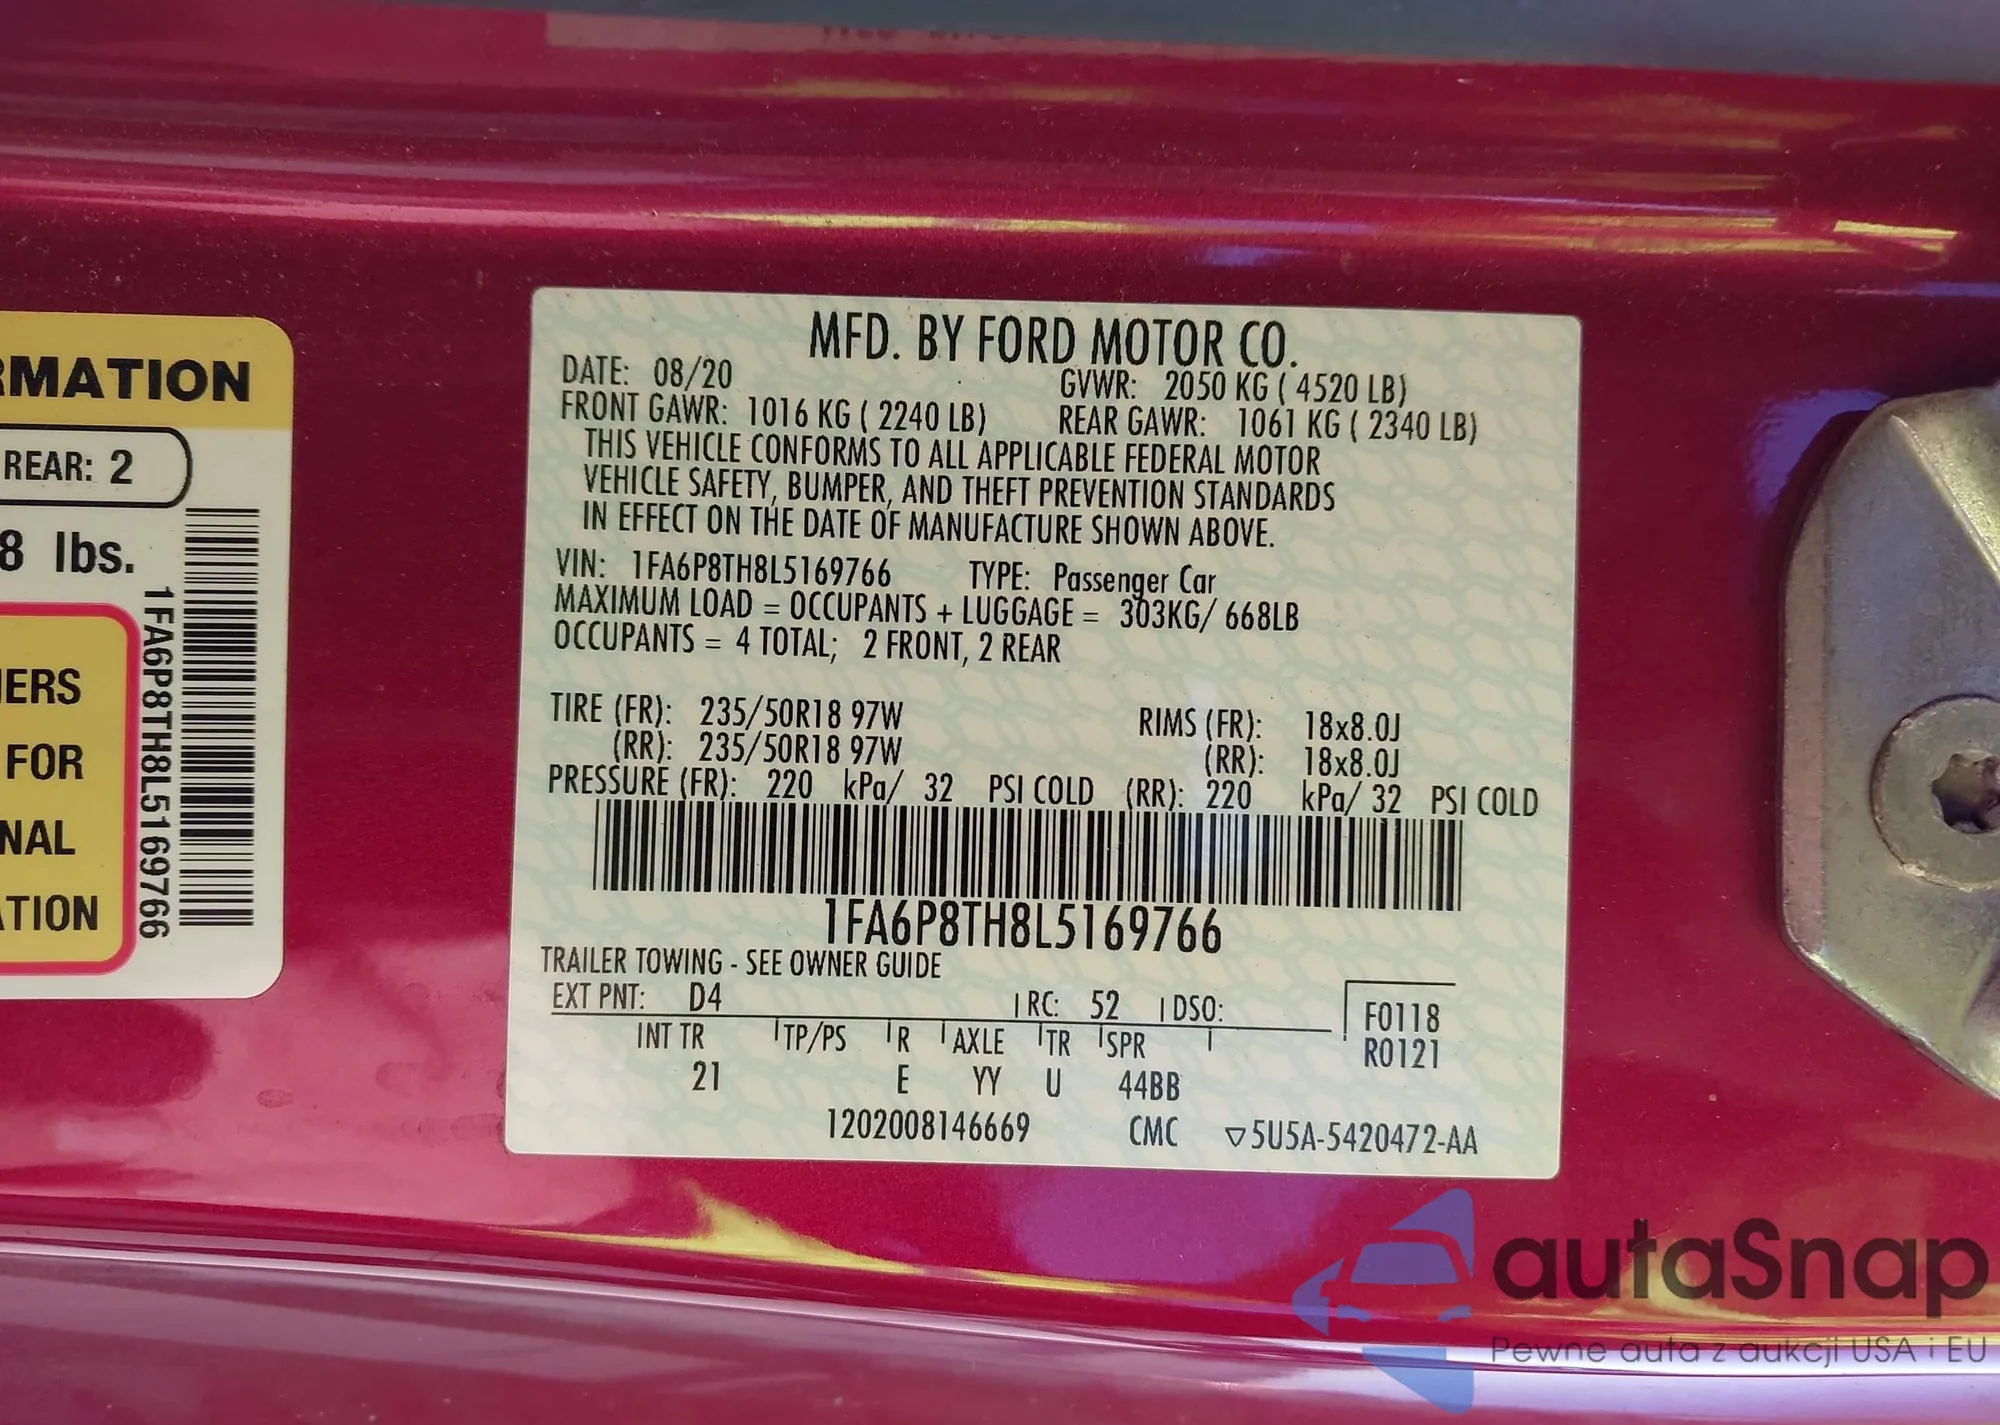 RMATION
REAR: 2
8 lbs.
ERS
FOR
NAL
ATION
1FA6P8TH8L5169766
MFD. BY FORD MOTOR CO.
DATE: 08/20 GVWR: 2050 KG ( 4520 LB)
FRONT GAWR: 1016 KG ( 2240 LB) REAR GAWR: 1061 KG ( 2340 LB)
THIS VEHICLE CONFORMS TO ALL APPLICABLE FEDERAL MOTOR
VEHICLE SAFETY, BUMPER, AND THEFT PREVENTION STANDARDS
IN EFFECT ON THE DATE OF MANUFACTURE SHOWN ABOVE.
VIN: 1FA6P8TH8L5169766 TYPE: Passenger Car
MAXIMUM LOAD = OCCUPANTS + LUGGAGE = 303KG/ 668LB
OCCUPANTS = 4 TOTAL; 2 FRONT, 2 REAR
TIRE (FR): 235/50R18 97W RIMS (FR): 18x8.0J
(RR): 235/50R18 97W (RR): 18x8.0J
PRESSURE (FR): 220 kPa/ 32 PSI COLD (RR): 220 kPa/ 32 PSI COLD
1FA6P8TH8L5169766
TRAILER TOWING - SEE OWNER GUIDE
EXT PNT: D4 RC: 52 DSO: F0118
INT TR TP/PS R AXLE TR SPR R0121
21 E YY U 44BB
1202008146669 CMC ▽5U5A-5420472-AA
autaSnap
Pewne auta z aukcji USA i EU